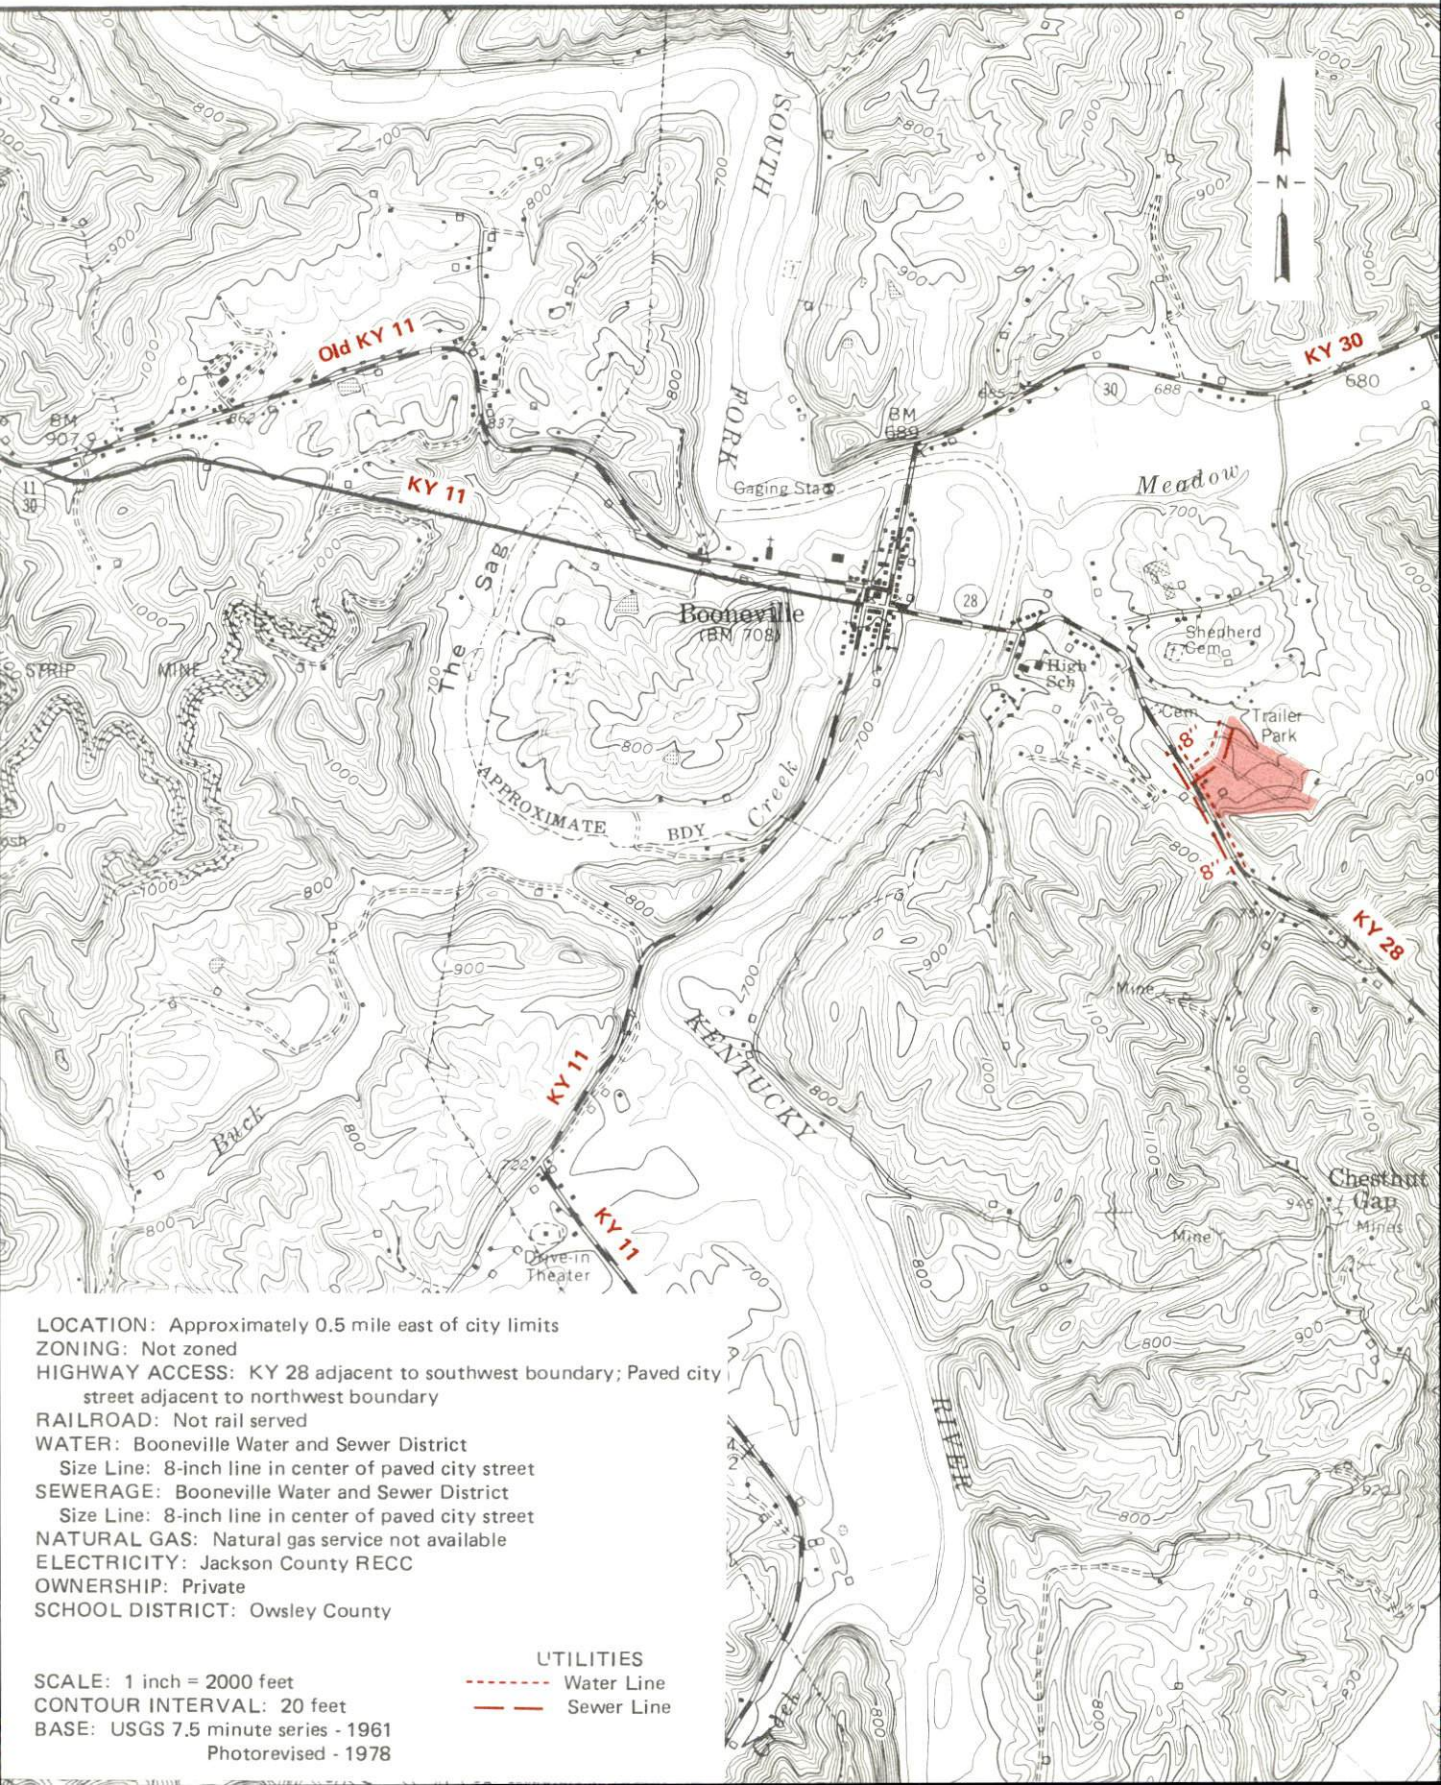 SOUTH
FORK
N
Old KY 11
KY 30
30
688
680
BM
907
862
837
BM
689
685
11
30
KY 11
Gaging Sta
Meadow
700
The Sag
Booneville
(BM 708)
28
Shepherd
Cem
High
Sch
STRIP MINE
Cem
Trailer
Park
8"
8"
APPROXIMATE BDY
Creek
KY 28
Mine
KENTUCKY
KY 11
Buck
722
KY 11
Drive-in
Theater
Chestnut
Gap
945
Mines
Mine
RIVER
Creek
700
800
900
1000
1100
LOCATION: Approximately 0.5 mile east of city limits
ZONING: Not zoned
HIGHWAY ACCESS: KY 28 adjacent to southwest boundary; Paved city
street adjacent to northwest boundary
RAILROAD: Not rail served
WATER: Booneville Water and Sewer District
Size Line: 8-inch line in center of paved city street
SEWERAGE: Booneville Water and Sewer District
Size Line: 8-inch line in center of paved city street
NATURAL GAS: Natural gas service not available
ELECTRICITY: Jackson County RECC
OWNERSHIP: Private
SCHOOL DISTRICT: Owsley County
UTILITIES
Water Line
Sewer Line
SCALE: 1 inch = 2000 feet
CONTOUR INTERVAL: 20 feet
BASE: USGS 7.5 minute series - 1961
Photorevised - 1978